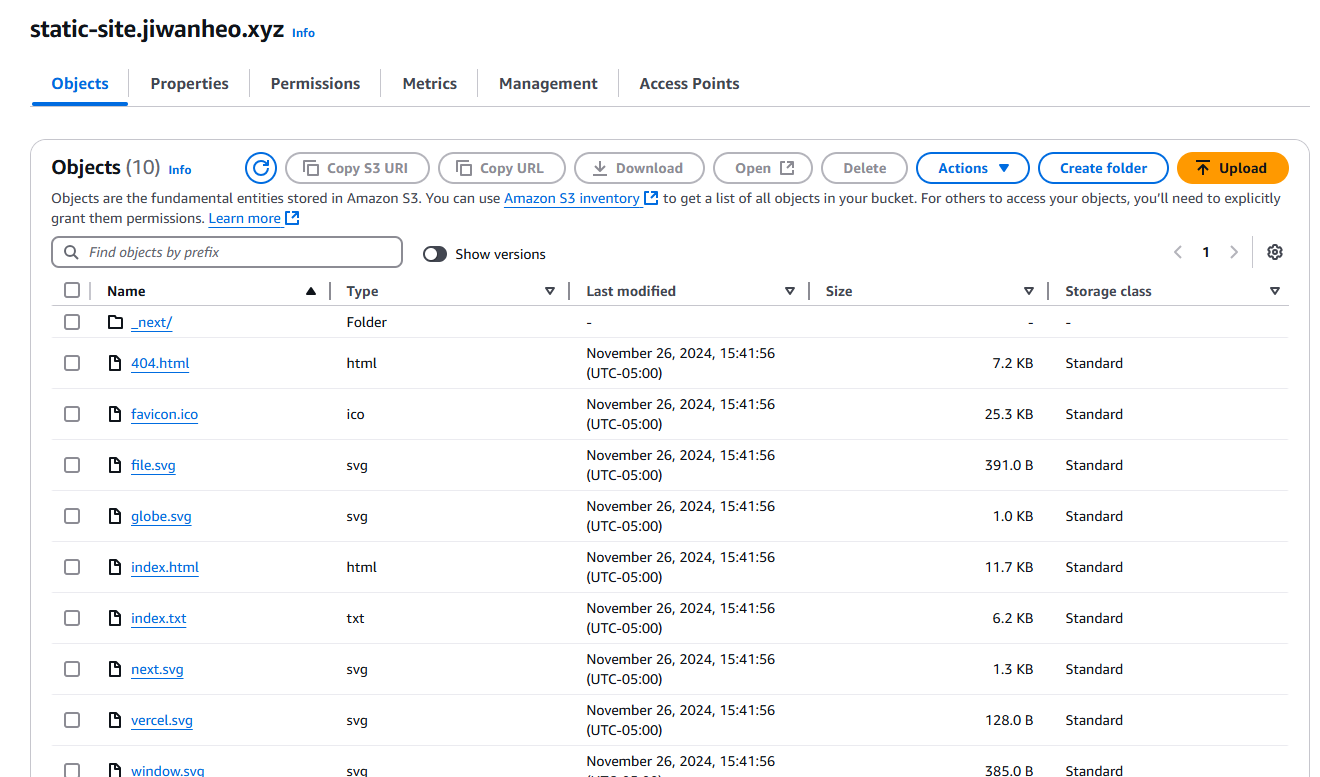 static-site.jiwanheo.xyz Info
Objects Properties Permissions Metrics Management Access Points
Objects (10) Info Copy S3 URI Copy URL Download Open Delete Actions Create folder Upload
Objects are the fundamental entities stored in Amazon S3. You can use Amazon S3 inventory to get a list of all objects in your bucket. For others to access your objects, you'll need to explicitly
grant them permissions. Learn more
Find objects by prefix Show versions 1
Name Type Last modified Size Storage class
_next/ Folder - - -
404.html html November 26, 2024, 15:41:56 (UTC-05:00) 7.2 KB Standard
favicon.ico ico November 26, 2024, 15:41:56 (UTC-05:00) 25.3 KB Standard
file.svg svg November 26, 2024, 15:41:56 (UTC-05:00) 391.0 B Standard
globe.svg svg November 26, 2024, 15:41:56 (UTC-05:00) 1.0 KB Standard
index.html html November 26, 2024, 15:41:56 (UTC-05:00) 11.7 KB Standard
index.txt txt November 26, 2024, 15:41:56 (UTC-05:00) 6.2 KB Standard
next.svg svg November 26, 2024, 15:41:56 (UTC-05:00) 1.3 KB Standard
vercel.svg svg November 26, 2024, 15:41:56 (UTC-05:00) 128.0 B Standard
window.svg svg November 26, 2024, 15:41:56 385.0 B Standard